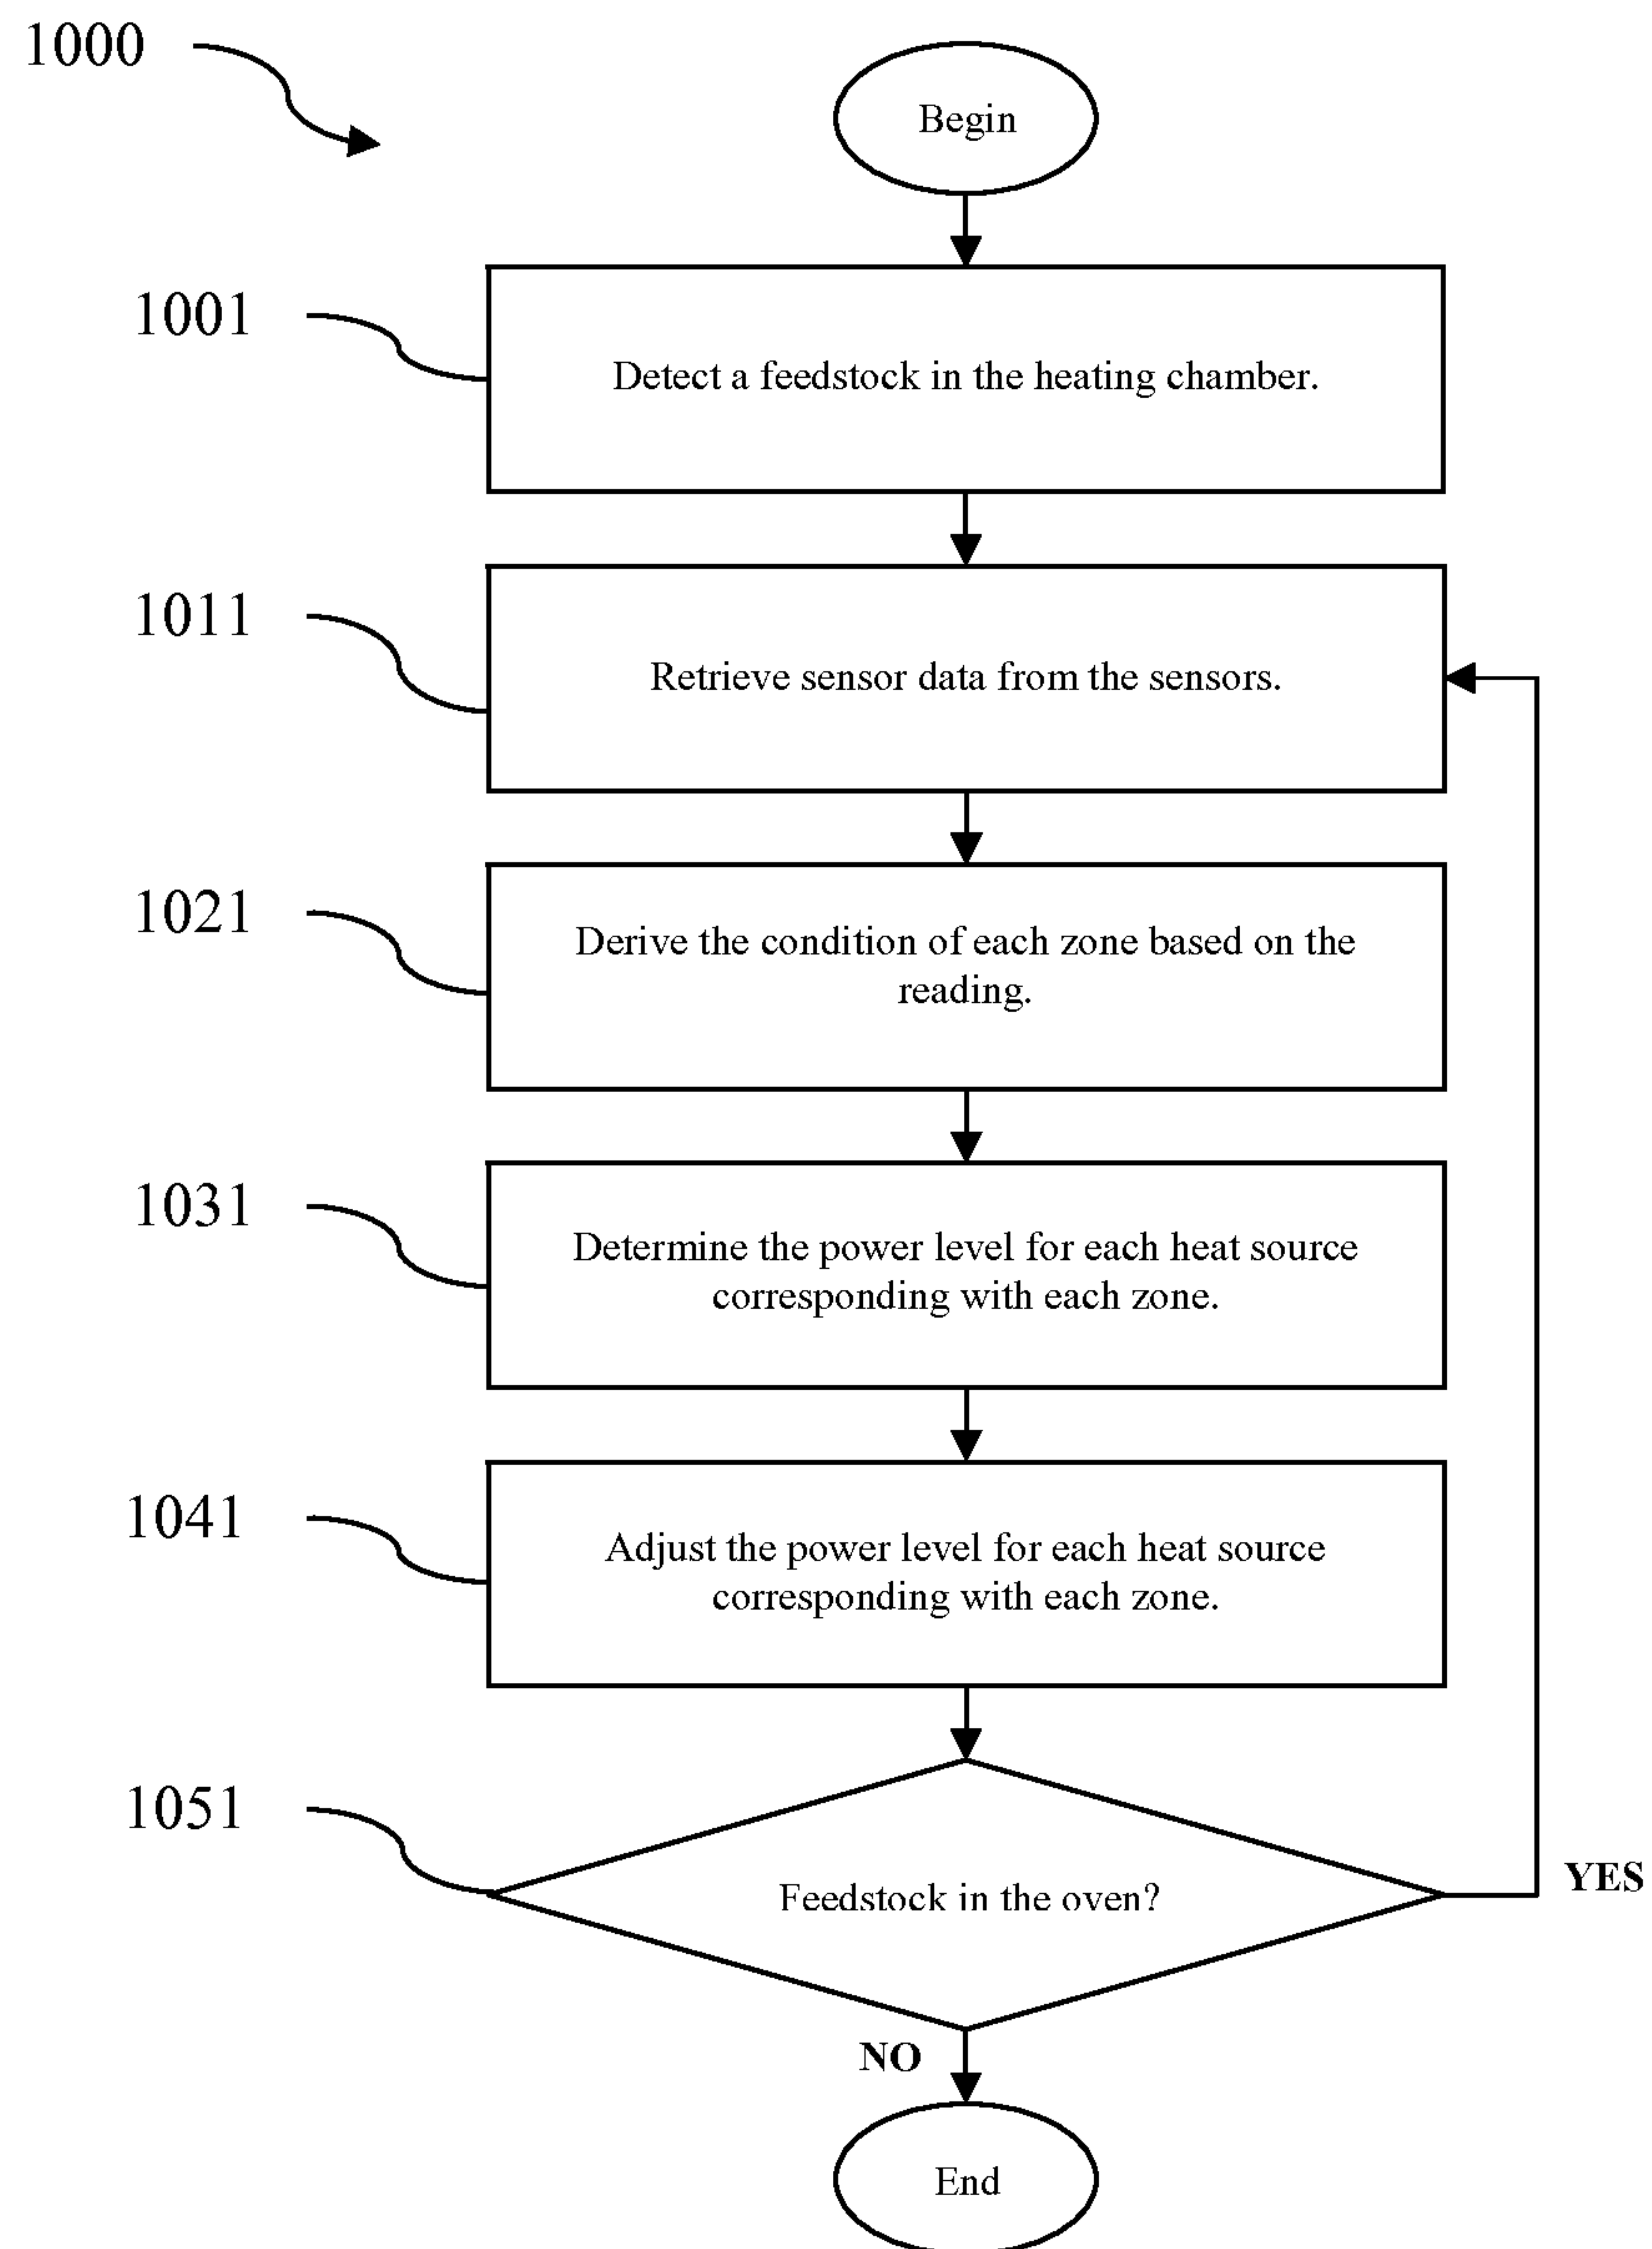 1000
Begin
1001
Detect a feedstock in the heating chamber.
1011
Retrieve sensor data from the sensors.
1021
Derive the condition of each zone based on the
reading.
1031
Determine the power level for each heat source
corresponding with each zone.
1041
Adjust the power level for each heat source
corresponding with each zone.
1051
Feedstock in the oven?
YES
NO
End